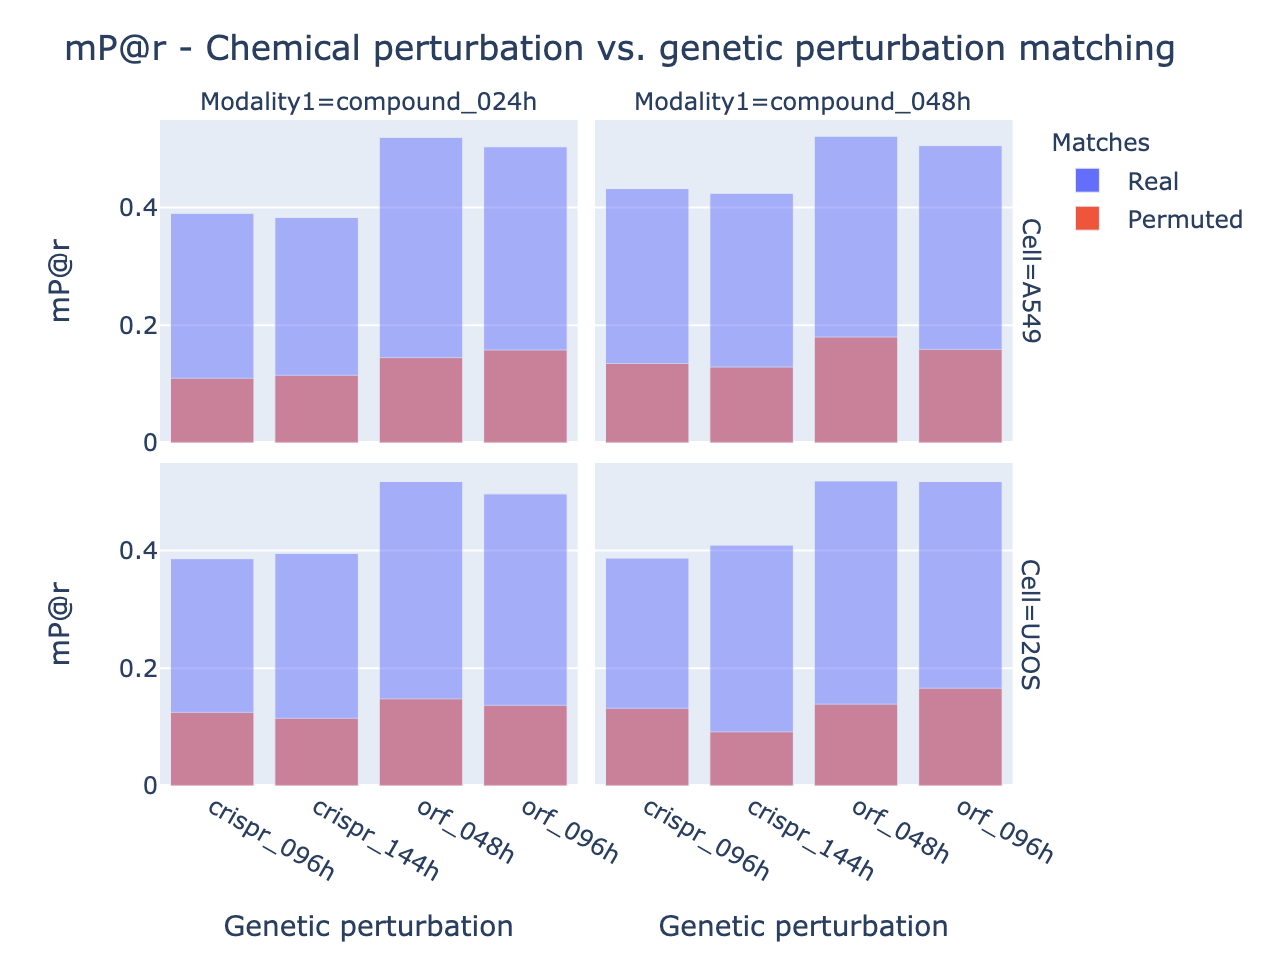 mP@r - Chemical perturbation vs. genetic perturbation matching
Modality1=compound_024h
Modality1=compound_048h
Matches
Real
Permuted
mP@r
0.4
0.2
0
Cell=A549
mP@r
0.4
0.2
0
Cell=U2OS
crispr_096h
crispr_144h
orf_048h
orf_096h
crispr_096h
crispr_144h
orf_048h
orf_096h
Genetic perturbation
Genetic perturbation